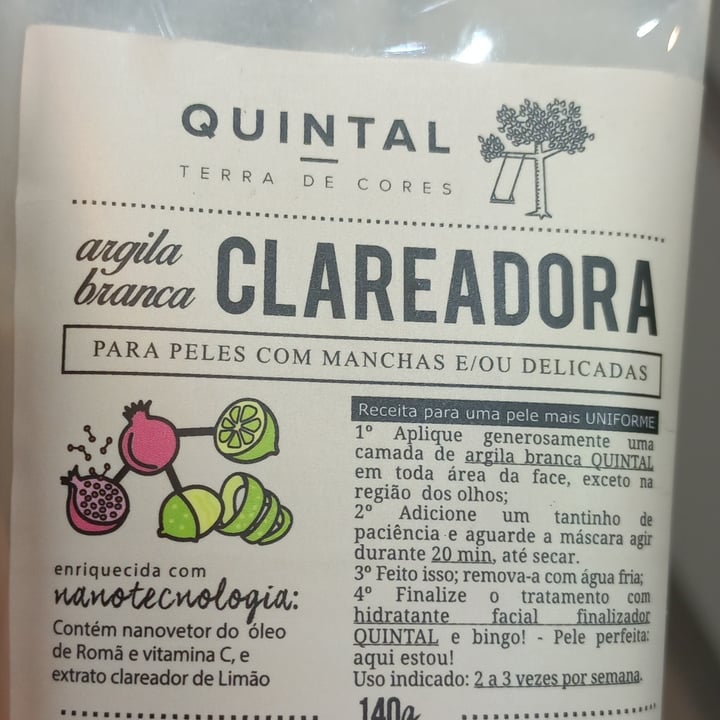 QUINTAL
TERRA DE CORES
argila
branca
CLAREADORA
PARA PELES COM MANCHAS E/OU DELICADAS
enriquecida com
nanotecnologia:
Contém nanovetor do óleo
de Romã e vitamina C, e
extrato clareador de Limão
Receita para uma pele mais UNIFORME
1º Aplique generosamente uma
camada de argila branca QUINTAL
em toda área da face, exceto na
região dos olhos;
2º Adicione um tantinho de
paciência e aguarde a máscara agir
durante 20 min, até secar.
3º Feito isso; remova-a com água fria;
4º Finalize o tratamento com
hidratante facial finalizador
QUINTAL e bingo! - Pele perfeita:
aqui estou!
Uso indicado: 2 a 3 vezes por semana.
140g